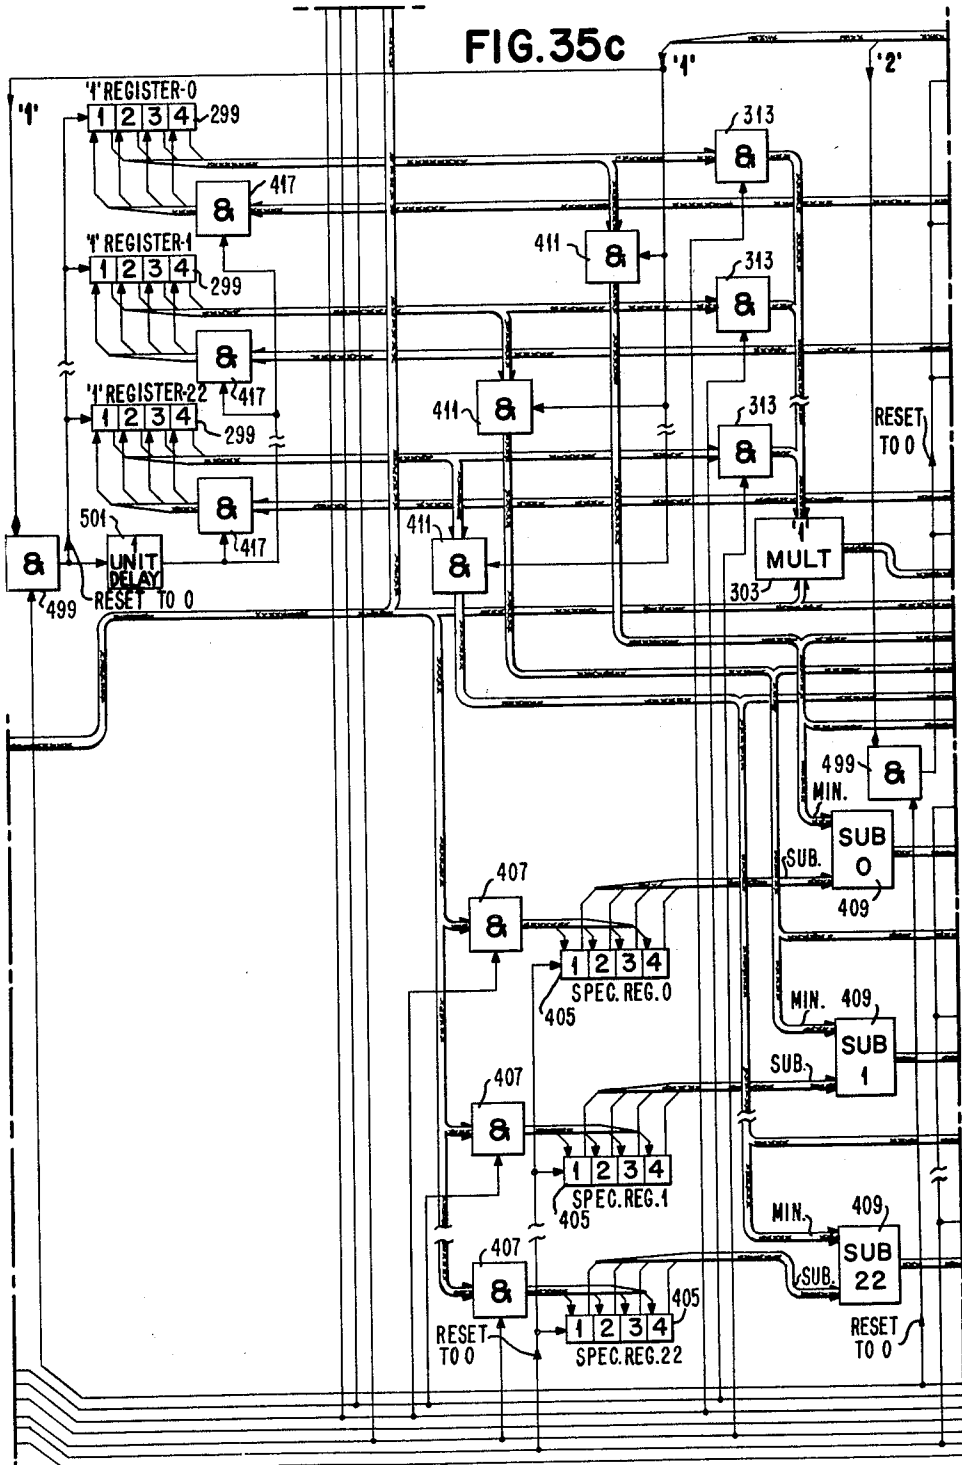 FIG.35c
'1'
'2'
'1'
'1' REGISTER-0
1 2 3 4
299
313
&
417
&
'1' REGISTER-1
411
&
1 2 3 4
299
313
&
&
417
'1' REGISTER-22
1 2 3 4
299
411
&
313
&
RESET
TO 0
&
417
501
UNIT
DELAY
411
&
'1'
MULT
303
&
499
RESET TO 0
499
&
MIN.
SUB
0
SUB.
409
407
&
1 2 3 4
SPEC. REG. 0
405
MIN.
409
SUB
1
SUB.
407
&
1 2 3 4
SPEC. REG. 1
405
MIN.
409
SUB
22
SUB.
407
&
1 2 3 4
405
SPEC. REG. 22
RESET
TO 0
RESET
TO 0